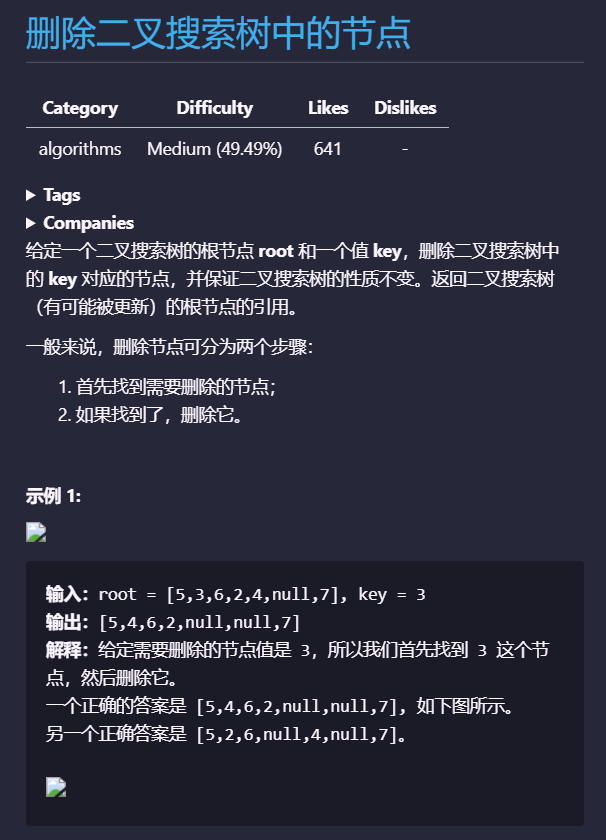 删除二叉搜索树中的节点
Category Difficulty Likes Dislikes
algorithms Medium (49.49%) 641 -
Tags
Companies
给定一个二叉搜索树的根节点 root 和一个值 key，删除二叉搜索树中
的 key 对应的节点，并保证二叉搜索树的性质不变。返回二叉搜索树
（有可能被更新）的根节点的引用。
一般来说，删除节点可分为两个步骤：
1. 首先找到需要删除的节点；
2. 如果找到了，删除它。
示例 1:
输入：root = [5,3,6,2,4,null,7], key = 3
输出：[5,4,6,2,null,null,7]
解释：给定需要删除的节点值是 3，所以我们首先找到 3 这个节
点，然后删除它。
一个正确的答案是 [5,4,6,2,null,null,7], 如下图所示。
另一个正确答案是 [5,2,6,null,4,null,7]。